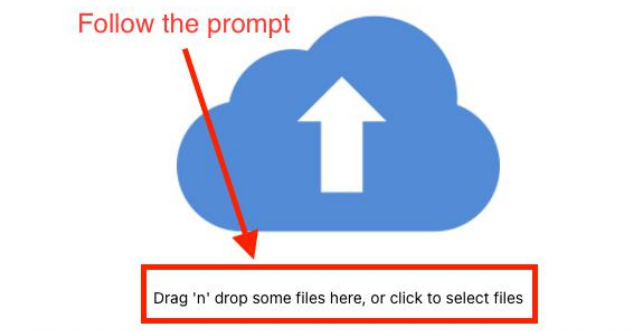 Follow the prompt
Drag 'n' drop some files here, or click to select files